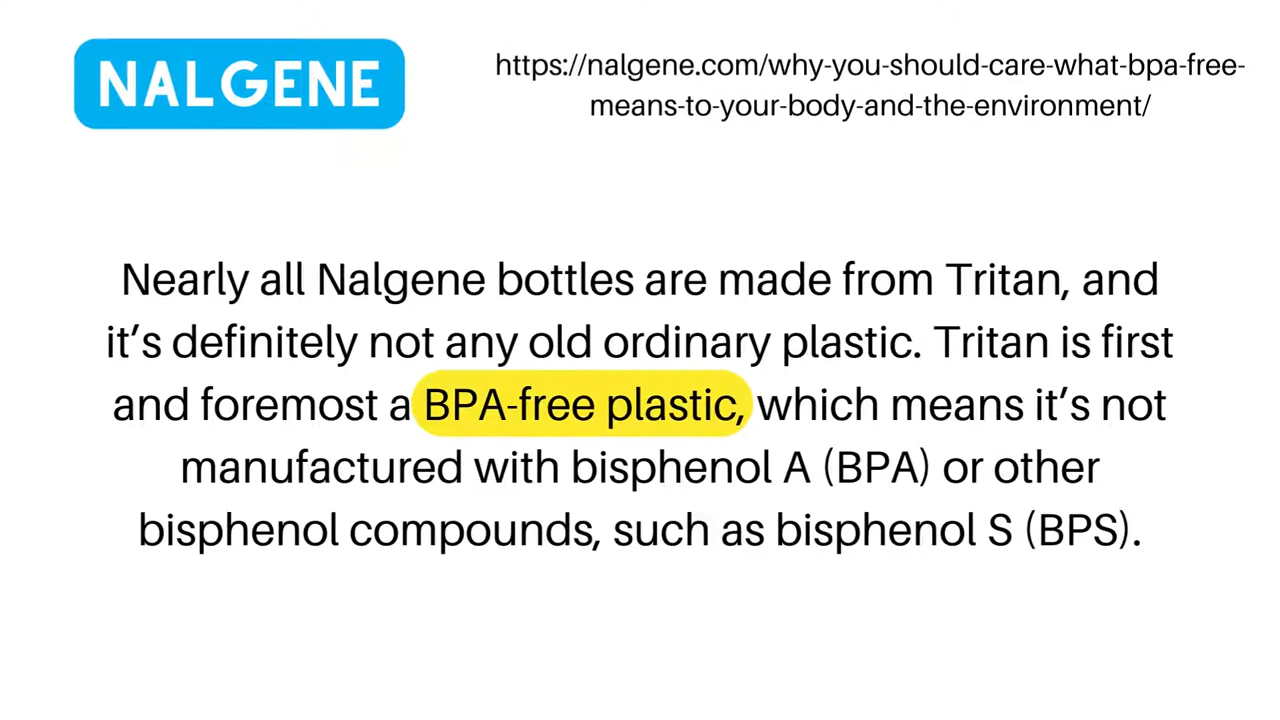 NALGENE
https://nalgene.com/why-you-should-care-what-bpa-free-
means-to-your-body-and-the-environment/
Nearly all Nalgene bottles are made from Tritan, and
it’s definitely not any old ordinary plastic. Tritan is first
and foremost a BPA-free plastic, which means it’s not
manufactured with bisphenol A (BPA) or other
bisphenol compounds, such as bisphenol S (BPS).